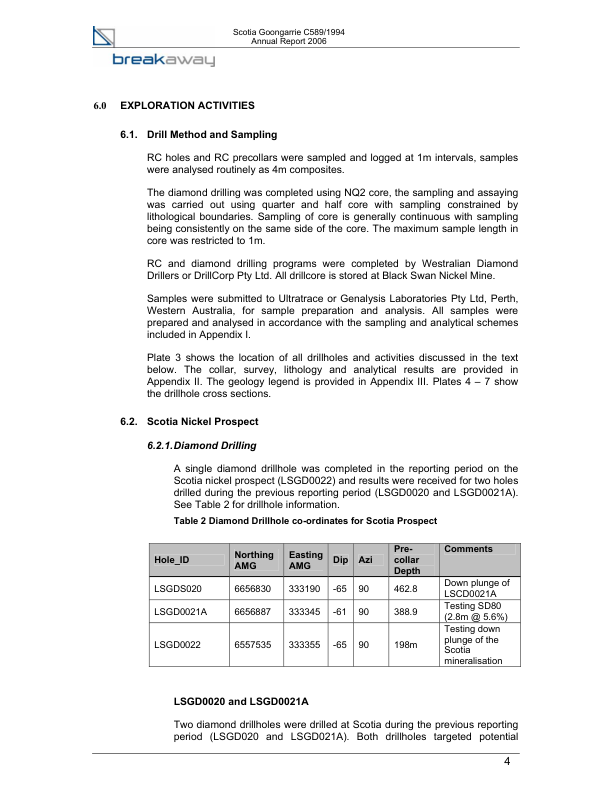 Scotia Goongarrie C589/1994
Annual Report 2006
breakaway
6.0 EXPLORATION ACTIVITIES
6.1. Drill Method and Sampling
RC holes and RC precollars were sampled and logged at 1m intervals, samples
were analysed routinely as 4m composites.
The diamond drilling was completed using NQ2 core, the sampling and assaying
was carried out using quarter and half core with sampling constrained by
lithological boundaries. Sampling of core is generally continuous with sampling
being consistently on the same side of the core. The maximum sample length in
core was restricted to 1m.
RC and diamond drilling programs were completed by Westralian Diamond
Drillers or DrillCorp Pty Ltd. All drillcore is stored at Black Swan Nickel Mine.
Samples were submitted to Ultratrace or Genalysis Laboratories Pty Ltd, Perth,
Western Australia, for sample preparation and analysis. All samples were
prepared and analysed in accordance with the sampling and analytical schemes
included in Appendix I.
Plate 3 shows the location of all drillholes and activities discussed in the text
below. The collar, survey, lithology and analytical results are provided in
Appendix II. The geology legend is provided in Appendix III. Plates 4 – 7 show
the drillhole cross sections.
6.2. Scotia Nickel Prospect
6.2.1. Diamond Drilling
A single diamond drillhole was completed in the reporting period on the
Scotia nickel prospect (LSGD0022) and results were received for two holes
drilled during the previous reporting period (LSGD0020 and LSGD0021A).
See Table 2 for drillhole information.
Table 2 Diamond Drillhole co-ordinates for Scotia Prospect
Hole_ID Northing AMG Easting AMG Dip Azi Pre-collar Depth Comments
LSGDS020 6656830 333190 -65 90 462.8 Down plunge of LSCD0021A
LSGD0021A 6656887 333345 -61 90 388.9 Testing SD80 (2.8m @ 5.6%)
LSGD0022 6557535 333355 -65 90 198m Testing down plunge of the Scotia mineralisation
LSGD0020 and LSGD0021A
Two diamond drillholes were drilled at Scotia during the previous reporting
period (LSGD020 and LSGD021A). Both drillholes targeted potential
4